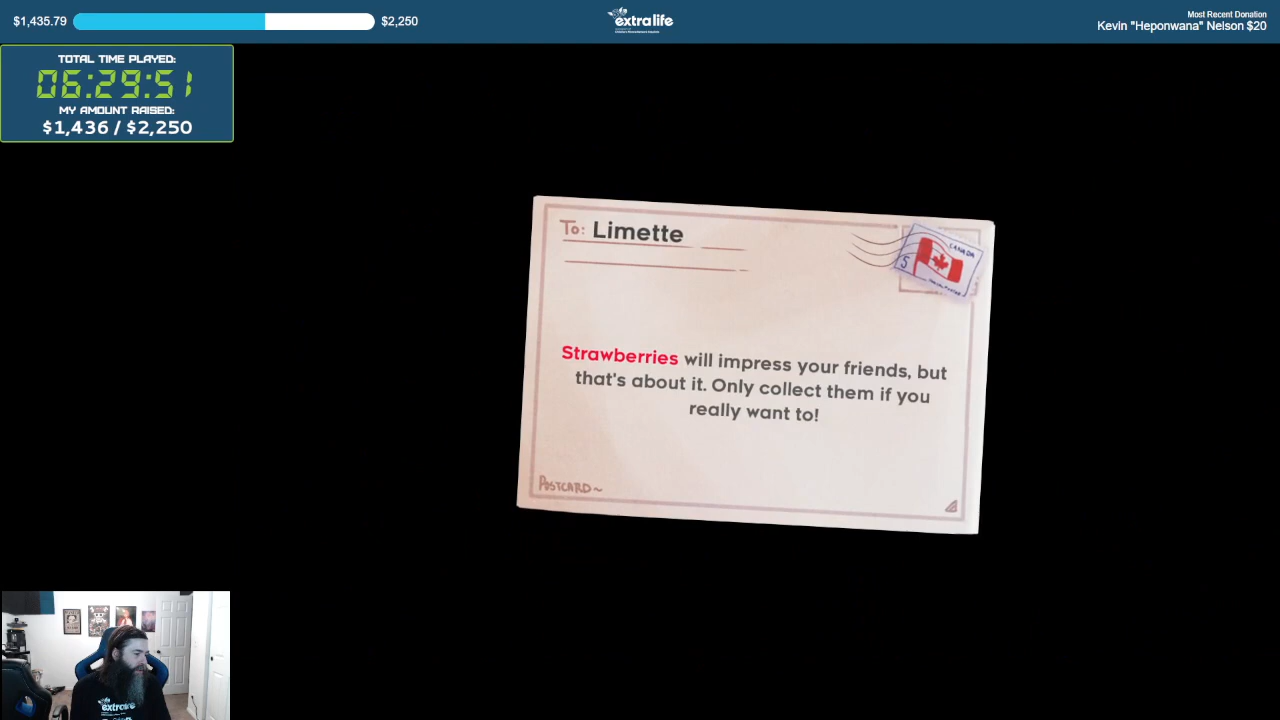 $1,435.79
$2,250
extralife
Most Recent Donation
Kevin "Heponwana" Nelson $20
TOTAL TIME PLAYED:
06:29:51
MY AMOUNT RAISED:
$1,436 / $2,250
To: Limette
CANADA
5
Strawberries will impress your friends, but
that's about it. Only collect them if you
really want to!
POSTCARD~
extralife